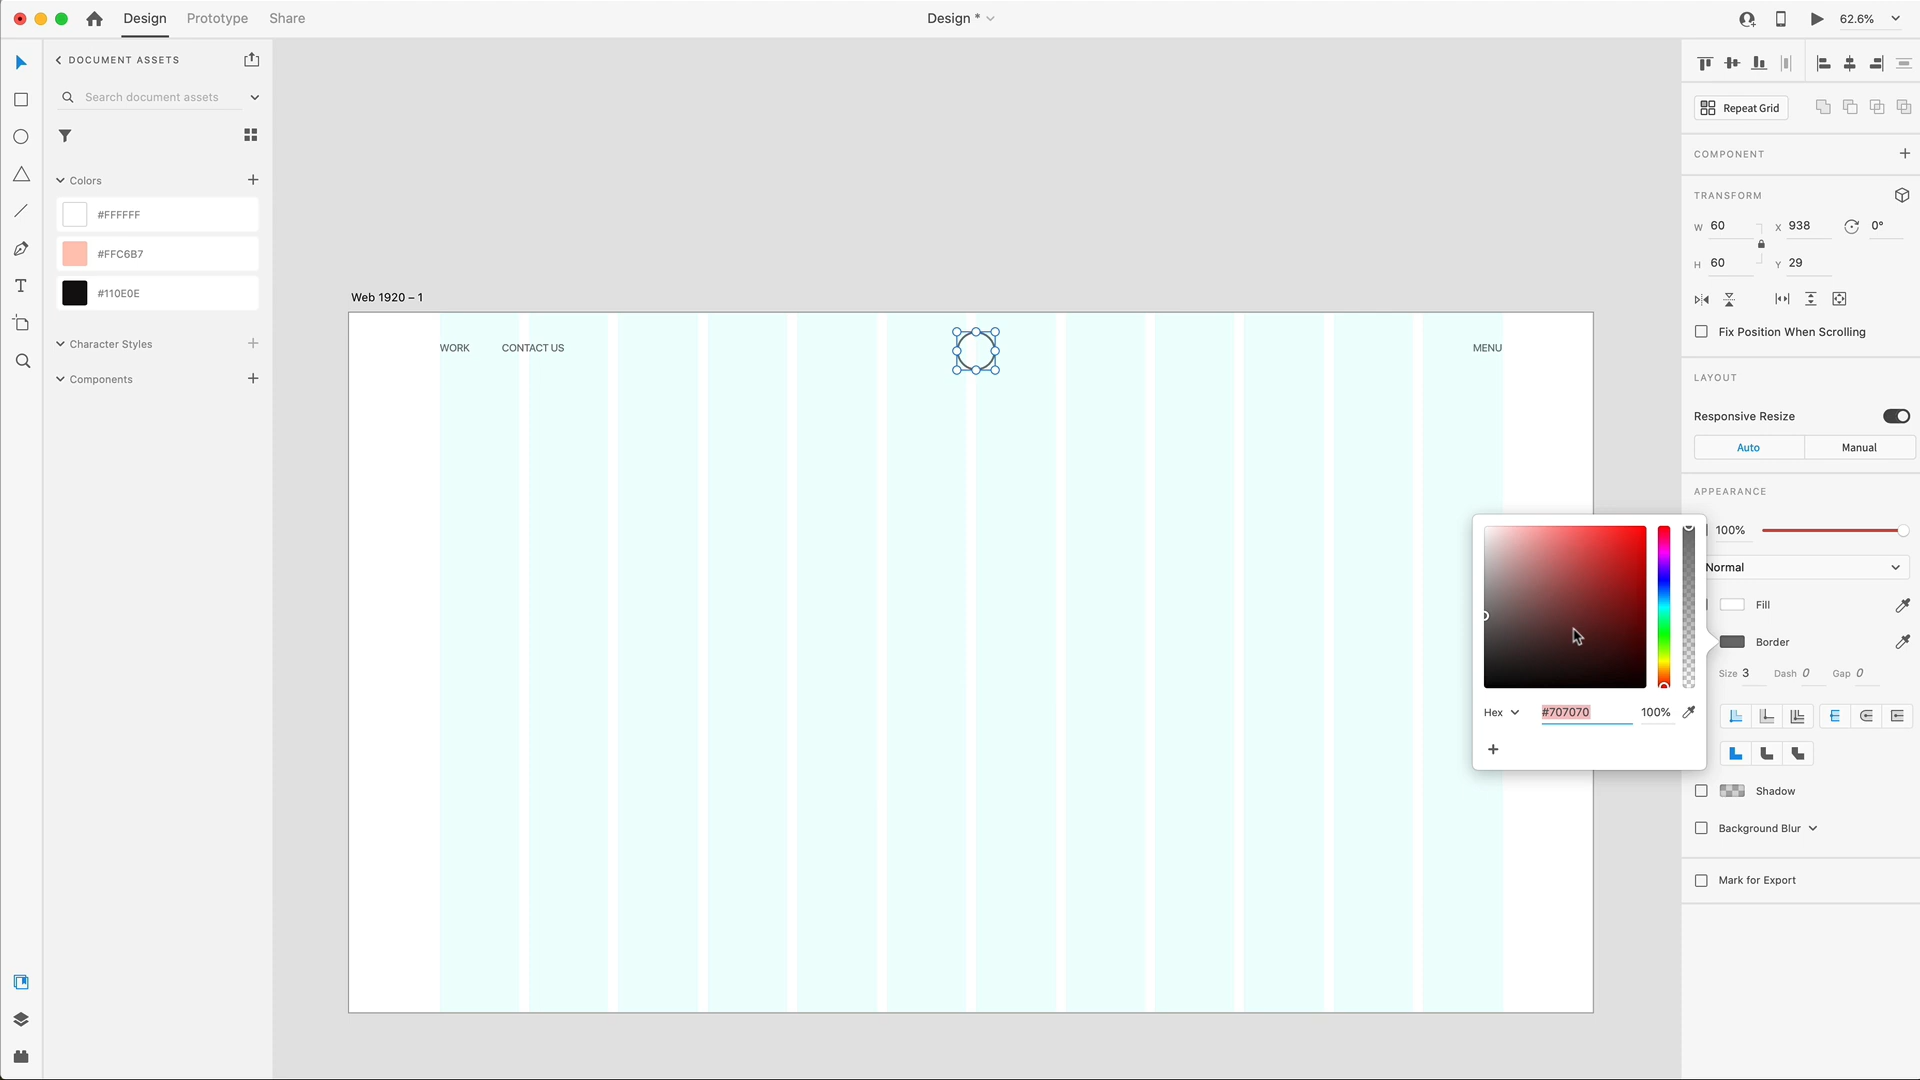 Design
Prototype
Share
Design *
62.6%
DOCUMENT ASSETS
Search document assets
Colors
#FFFFFF
#FFC6B7
#110E0E
Character Styles
Components
Web 1920 – 1
WORK
CONTACT US
MENU
Repeat Grid
COMPONENT
TRANSFORM
W 60
X 938
0°
H 60
Y 29
Fix Position When Scrolling
LAYOUT
Responsive Resize
Auto
Manual
APPEARANCE
100%
Normal
Fill
Border
Size 3
Dash 0
Gap 0
Hex
#707070
100%
Shadow
Background Blur
Mark for Export